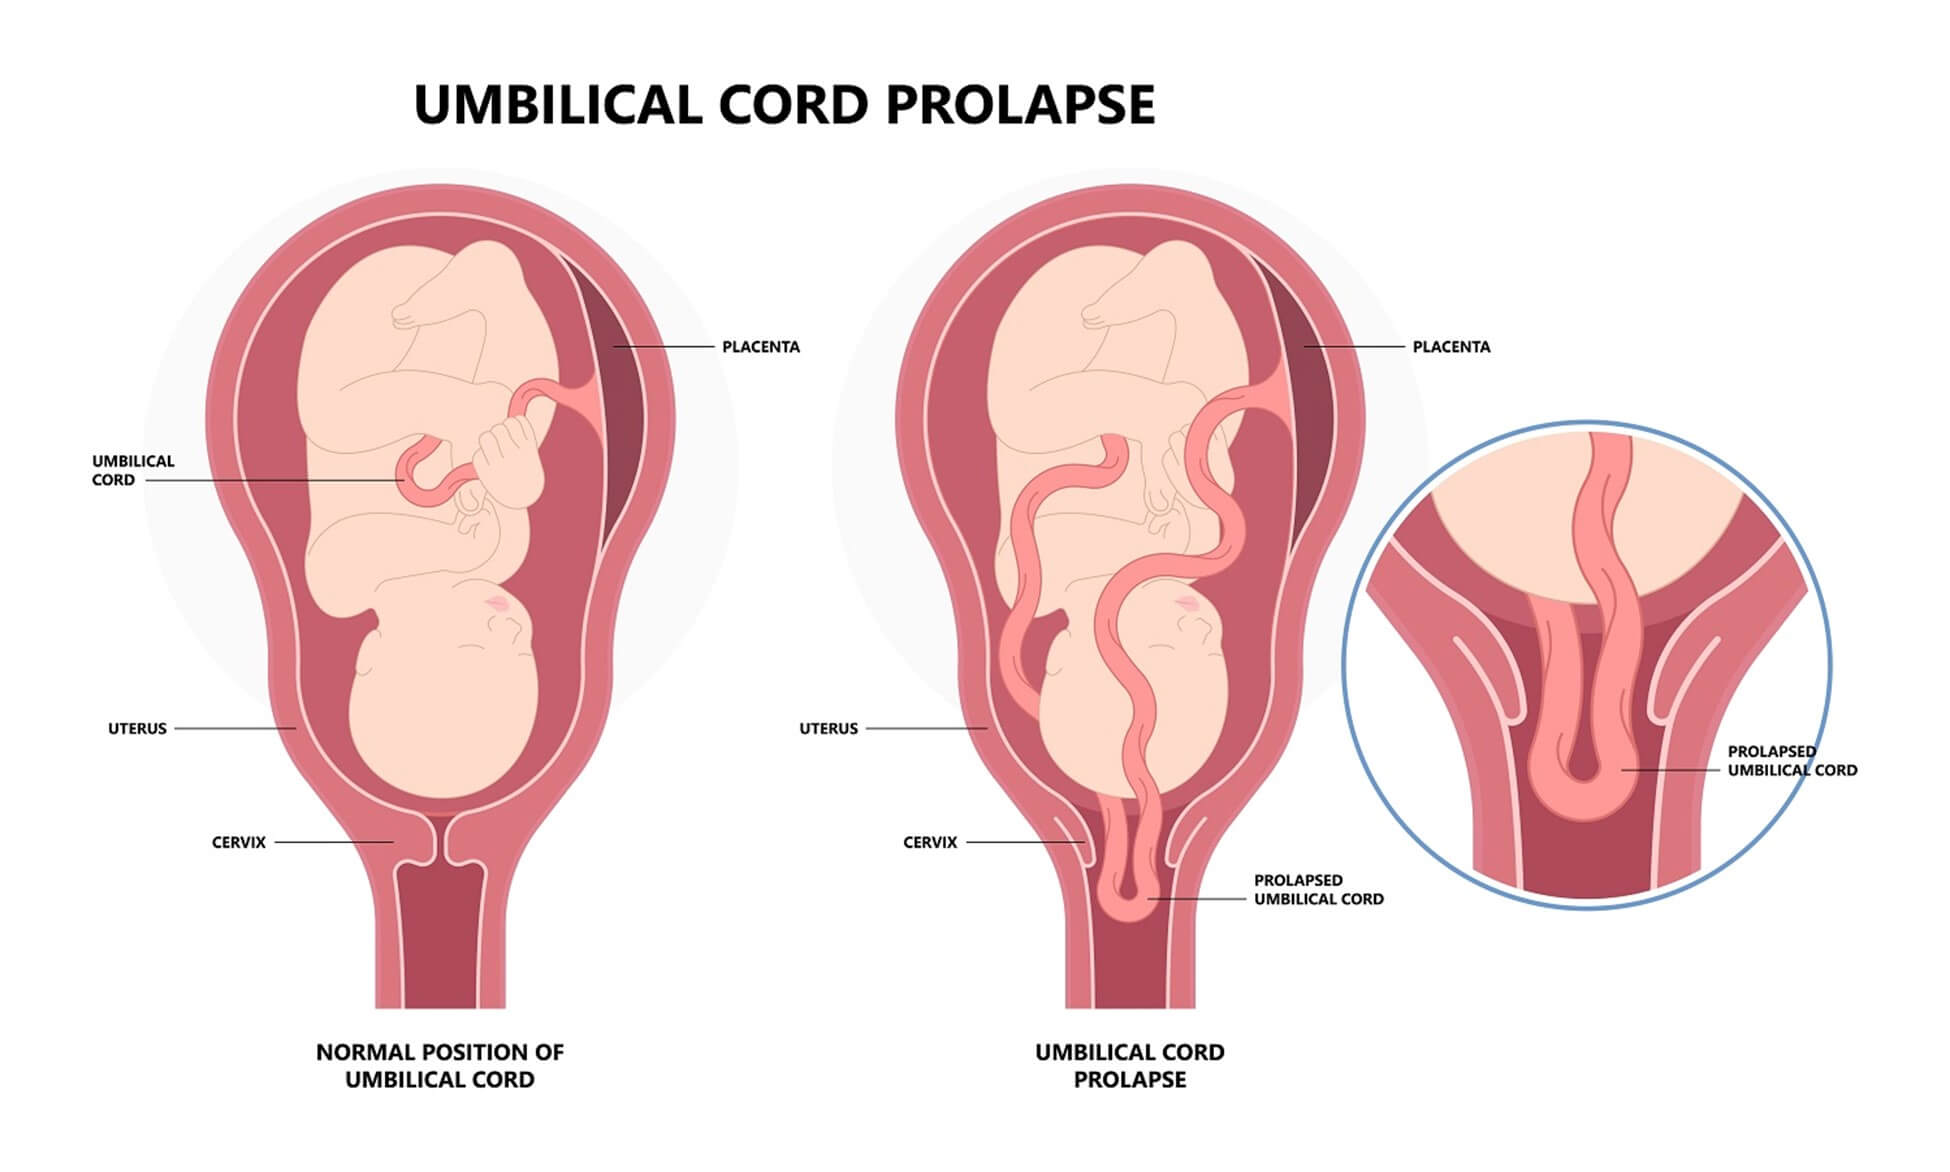 UMBILICAL CORD PROLAPSE
PLACENTA
UMBILICAL
CORD
UTERUS
CERVIX
NORMAL POSITION OF
UMBILICAL CORD
PLACENTA
UTERUS
CERVIX
PROLAPSED
UMBILICAL CORD
UMBILICAL CORD
PROLAPSE
PROLAPSED
UMBILICAL CORD